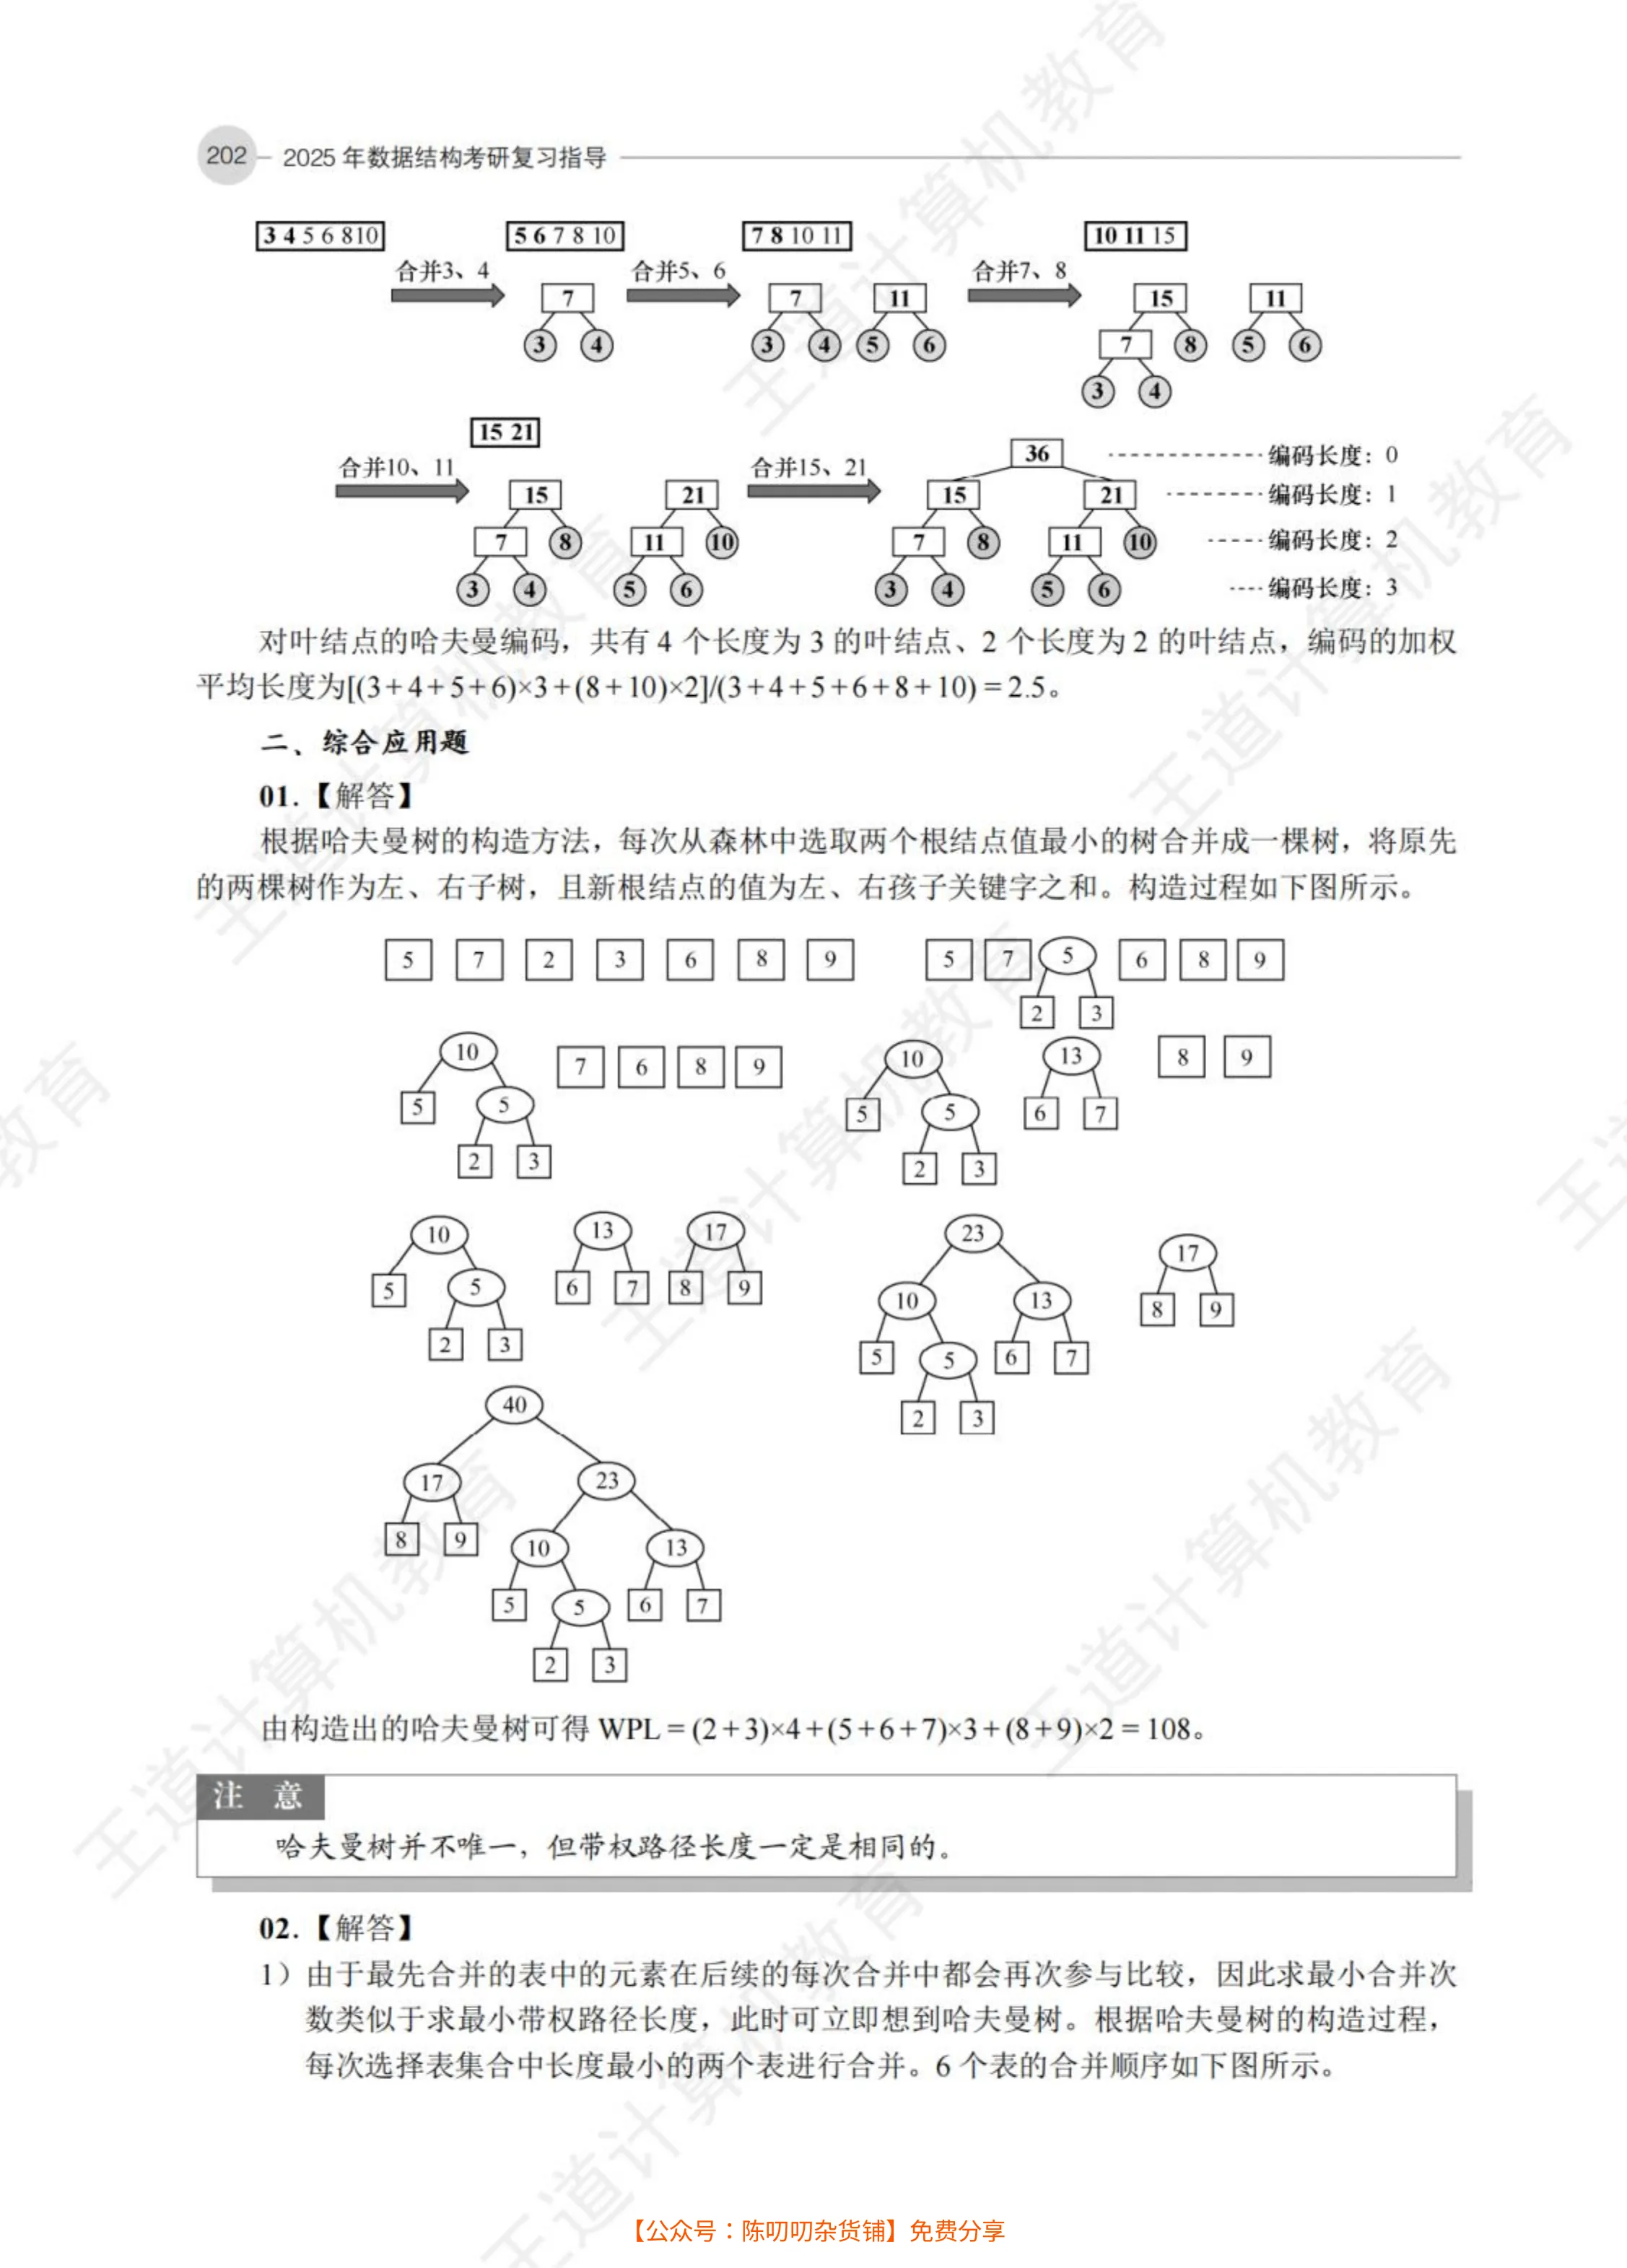 202
2025 年数据结构考研复习指导
3 4 5 6 8 10
5 6 7 8 10
7 8 10 11
10 11 15
合并3、4
合并5、6
合并7、8
7
7 11
15 11
3 4
3 4 5 6
7 8 5 6
3 4
15 21
合并10、11
合并15、21
36
编码长度：0
15 21
15 21
编码长度：1
7 8 11 10
7 8 11 10
编码长度：2
3 4 5 6
3 4 5 6
编码长度：3
对叶结点的哈夫曼编码，共有 4 个长度为 3 的叶结点、2 个长度为 2 的叶结点，编码的加权
平均长度为[(3+4+5+6)×3+(8+10)×2]/(3+4+5+6+8+10) = 2.5。
二、综合应用题
01.【解答】
根据哈夫曼树的构造方法，每次从森林中选取两个根结点值最小的树合并成一棵树，将原先
的两棵树作为左、右子树，且新根结点的值为左、右孩子关键字之和。构造过程如下图所示。
5 7 2 3 6 8 9
5 7 5 6 8 9
2 3
10 7 6 8 9
5 5
2 3
10 13 8 9
5 5 6 7
2 3
10 13 17
5 5 6 7 8 9
2 3
23 17
10 13 8 9
5 5 6 7
2 3
40
17 23
8 9 10 13
5 5 6 7
2 3
由构造出的哈夫曼树可得 WPL = (2+3)×4+(5+6+7)×3+(8+9)×2 = 108。
注 意
哈夫曼树并不唯一，但带权路径长度一定是相同的。
02.【解答】
1）由于最先合并的表中的元素在后续的每次合并中都会再次参与比较，因此求最小合并次
数类似于求最小带权路径长度，此时可立即想到哈夫曼树。根据哈夫曼树的构造过程，
每次选择表集合中长度最小的两个表进行合并。6 个表的合并顺序如下图所示。
王道计算机教育
【公众号：陈叨叨杂货铺】免费分享